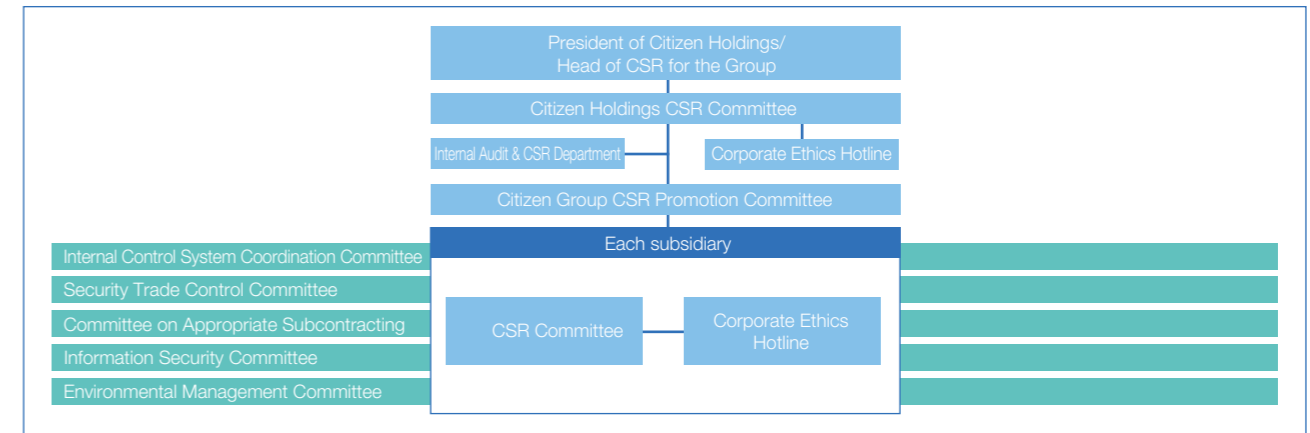 President of Citizen Holdings/
Head of CSR for the Group
Citizen Holdings CSR Committee
Internal Audit & CSR Department
Corporate Ethics Hotline
Citizen Group CSR Promotion Committee
Each subsidiary
Internal Control System Coordination Committee
Security Trade Control Committee
Committee on Appropriate Subcontracting
Information Security Committee
Environmental Management Committee
CSR Committee
Corporate Ethics
Hotline